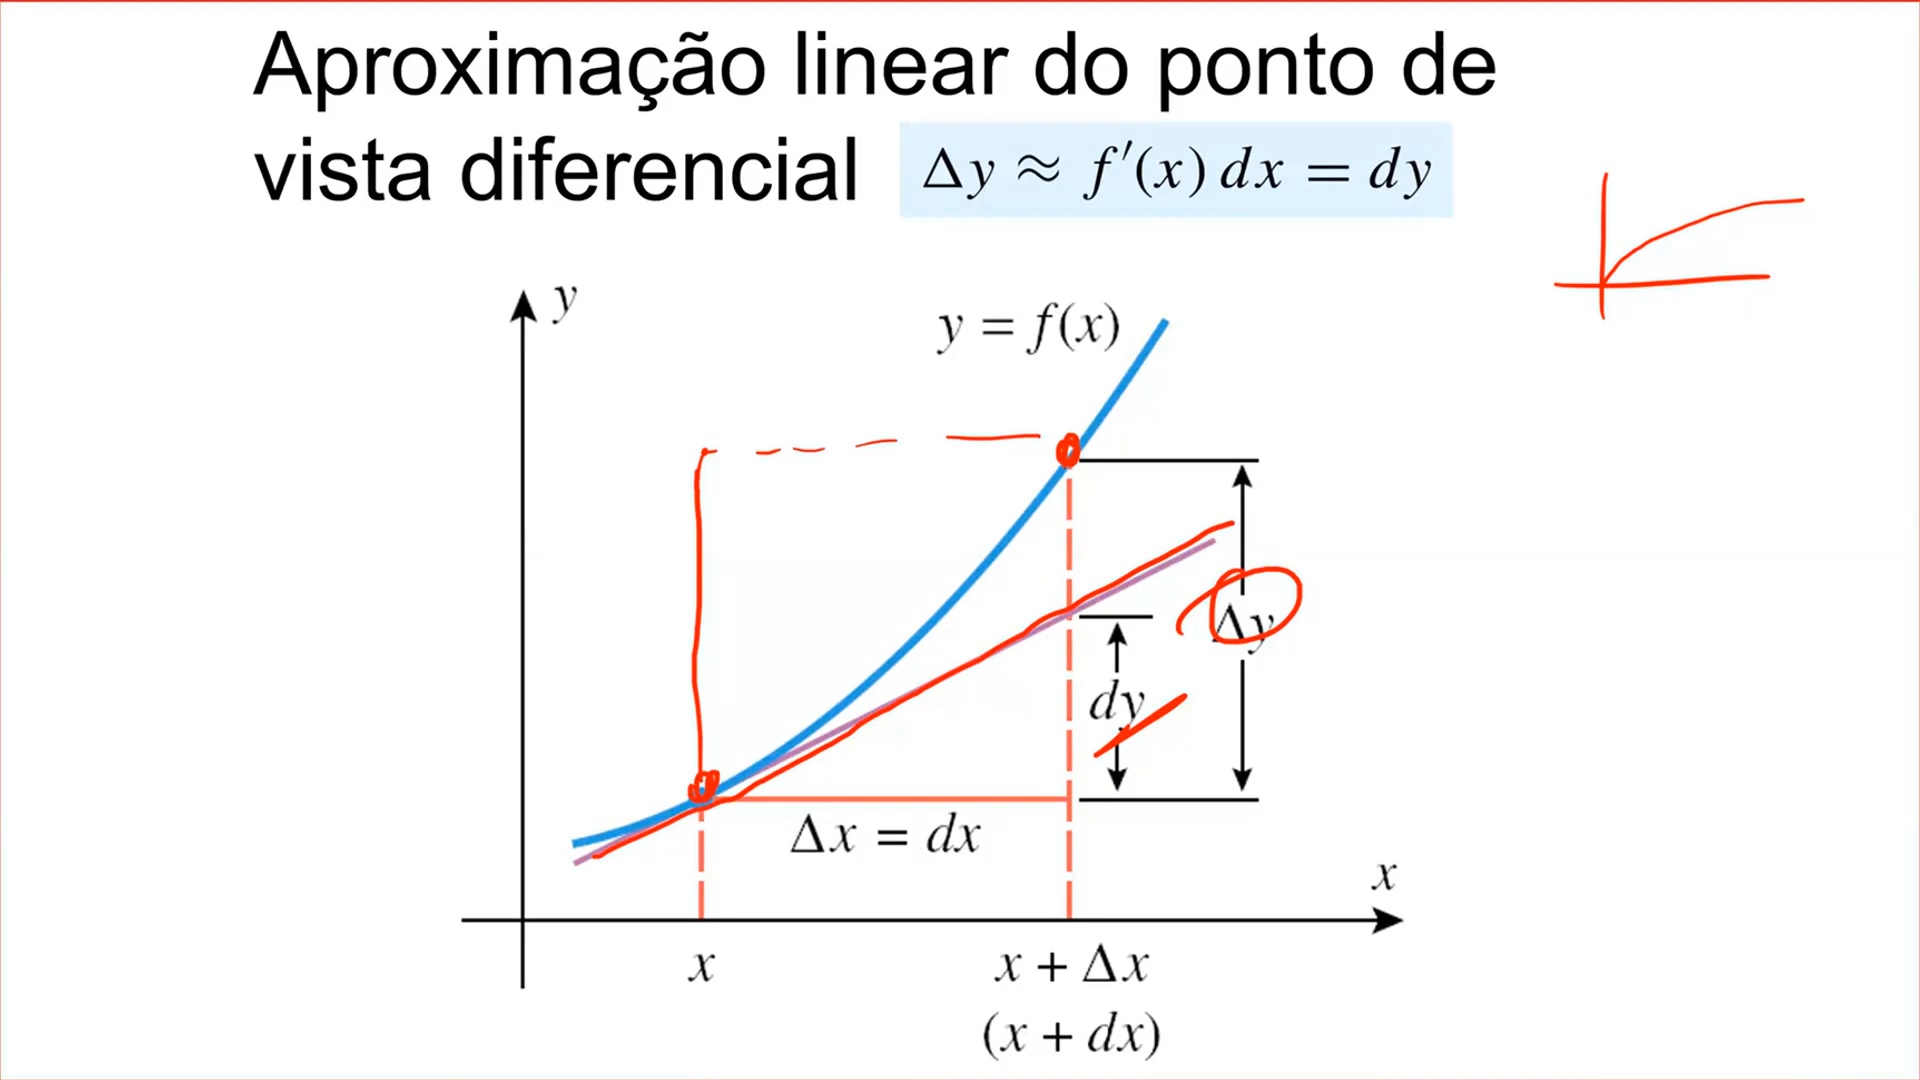 Aproximação linear do ponto de
vista diferencial
Δy ≈ f′(x) dx = dy
y
y = f(x)
Δy
dy
Δx = dx
x
x
x + Δx
(x + dx)